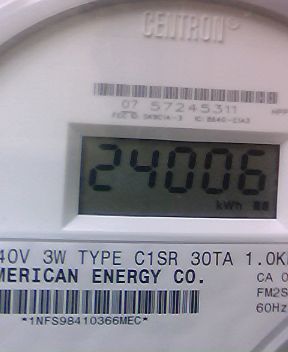 CENTRON®
07 57245311
24006
kWh
40V 3W TYPE C1SR 30TA 1.0K
MERICAN ENERGY CO.
CA 0
FM2S
60Hz
*1NFS98410366MEC*